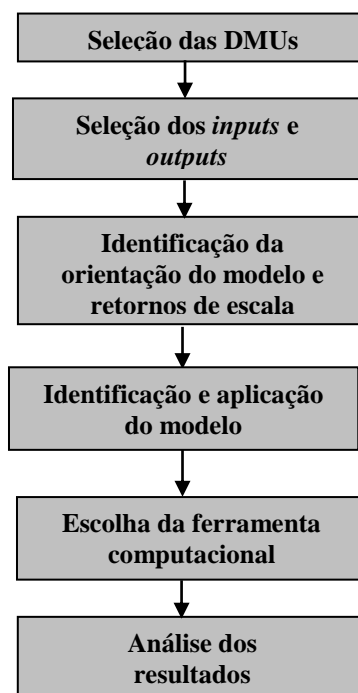 Seleção das DMUs
Seleção dos inputs e
outputs
Identificação da
orientação do modelo e
retornos de escala
Identificação e aplicação
do modelo
Escolha da ferramenta
computacional
Análise dos
resultados